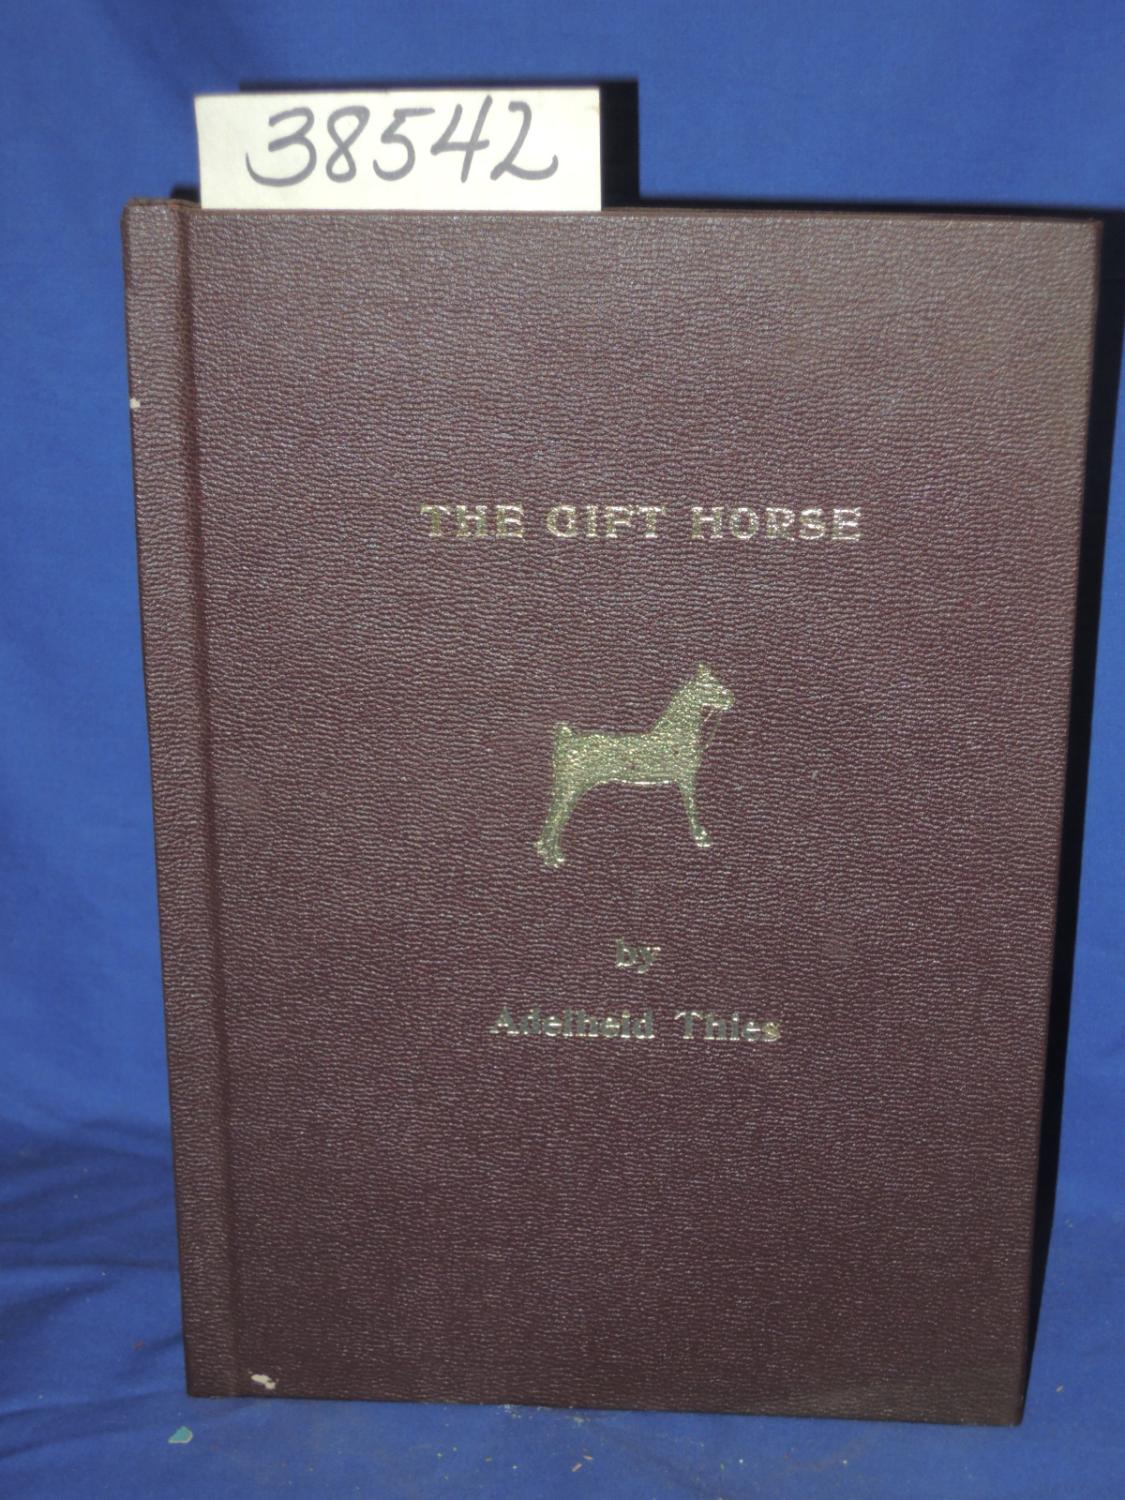 38542
THE GIFT HORSE
by
Adelheid Thies